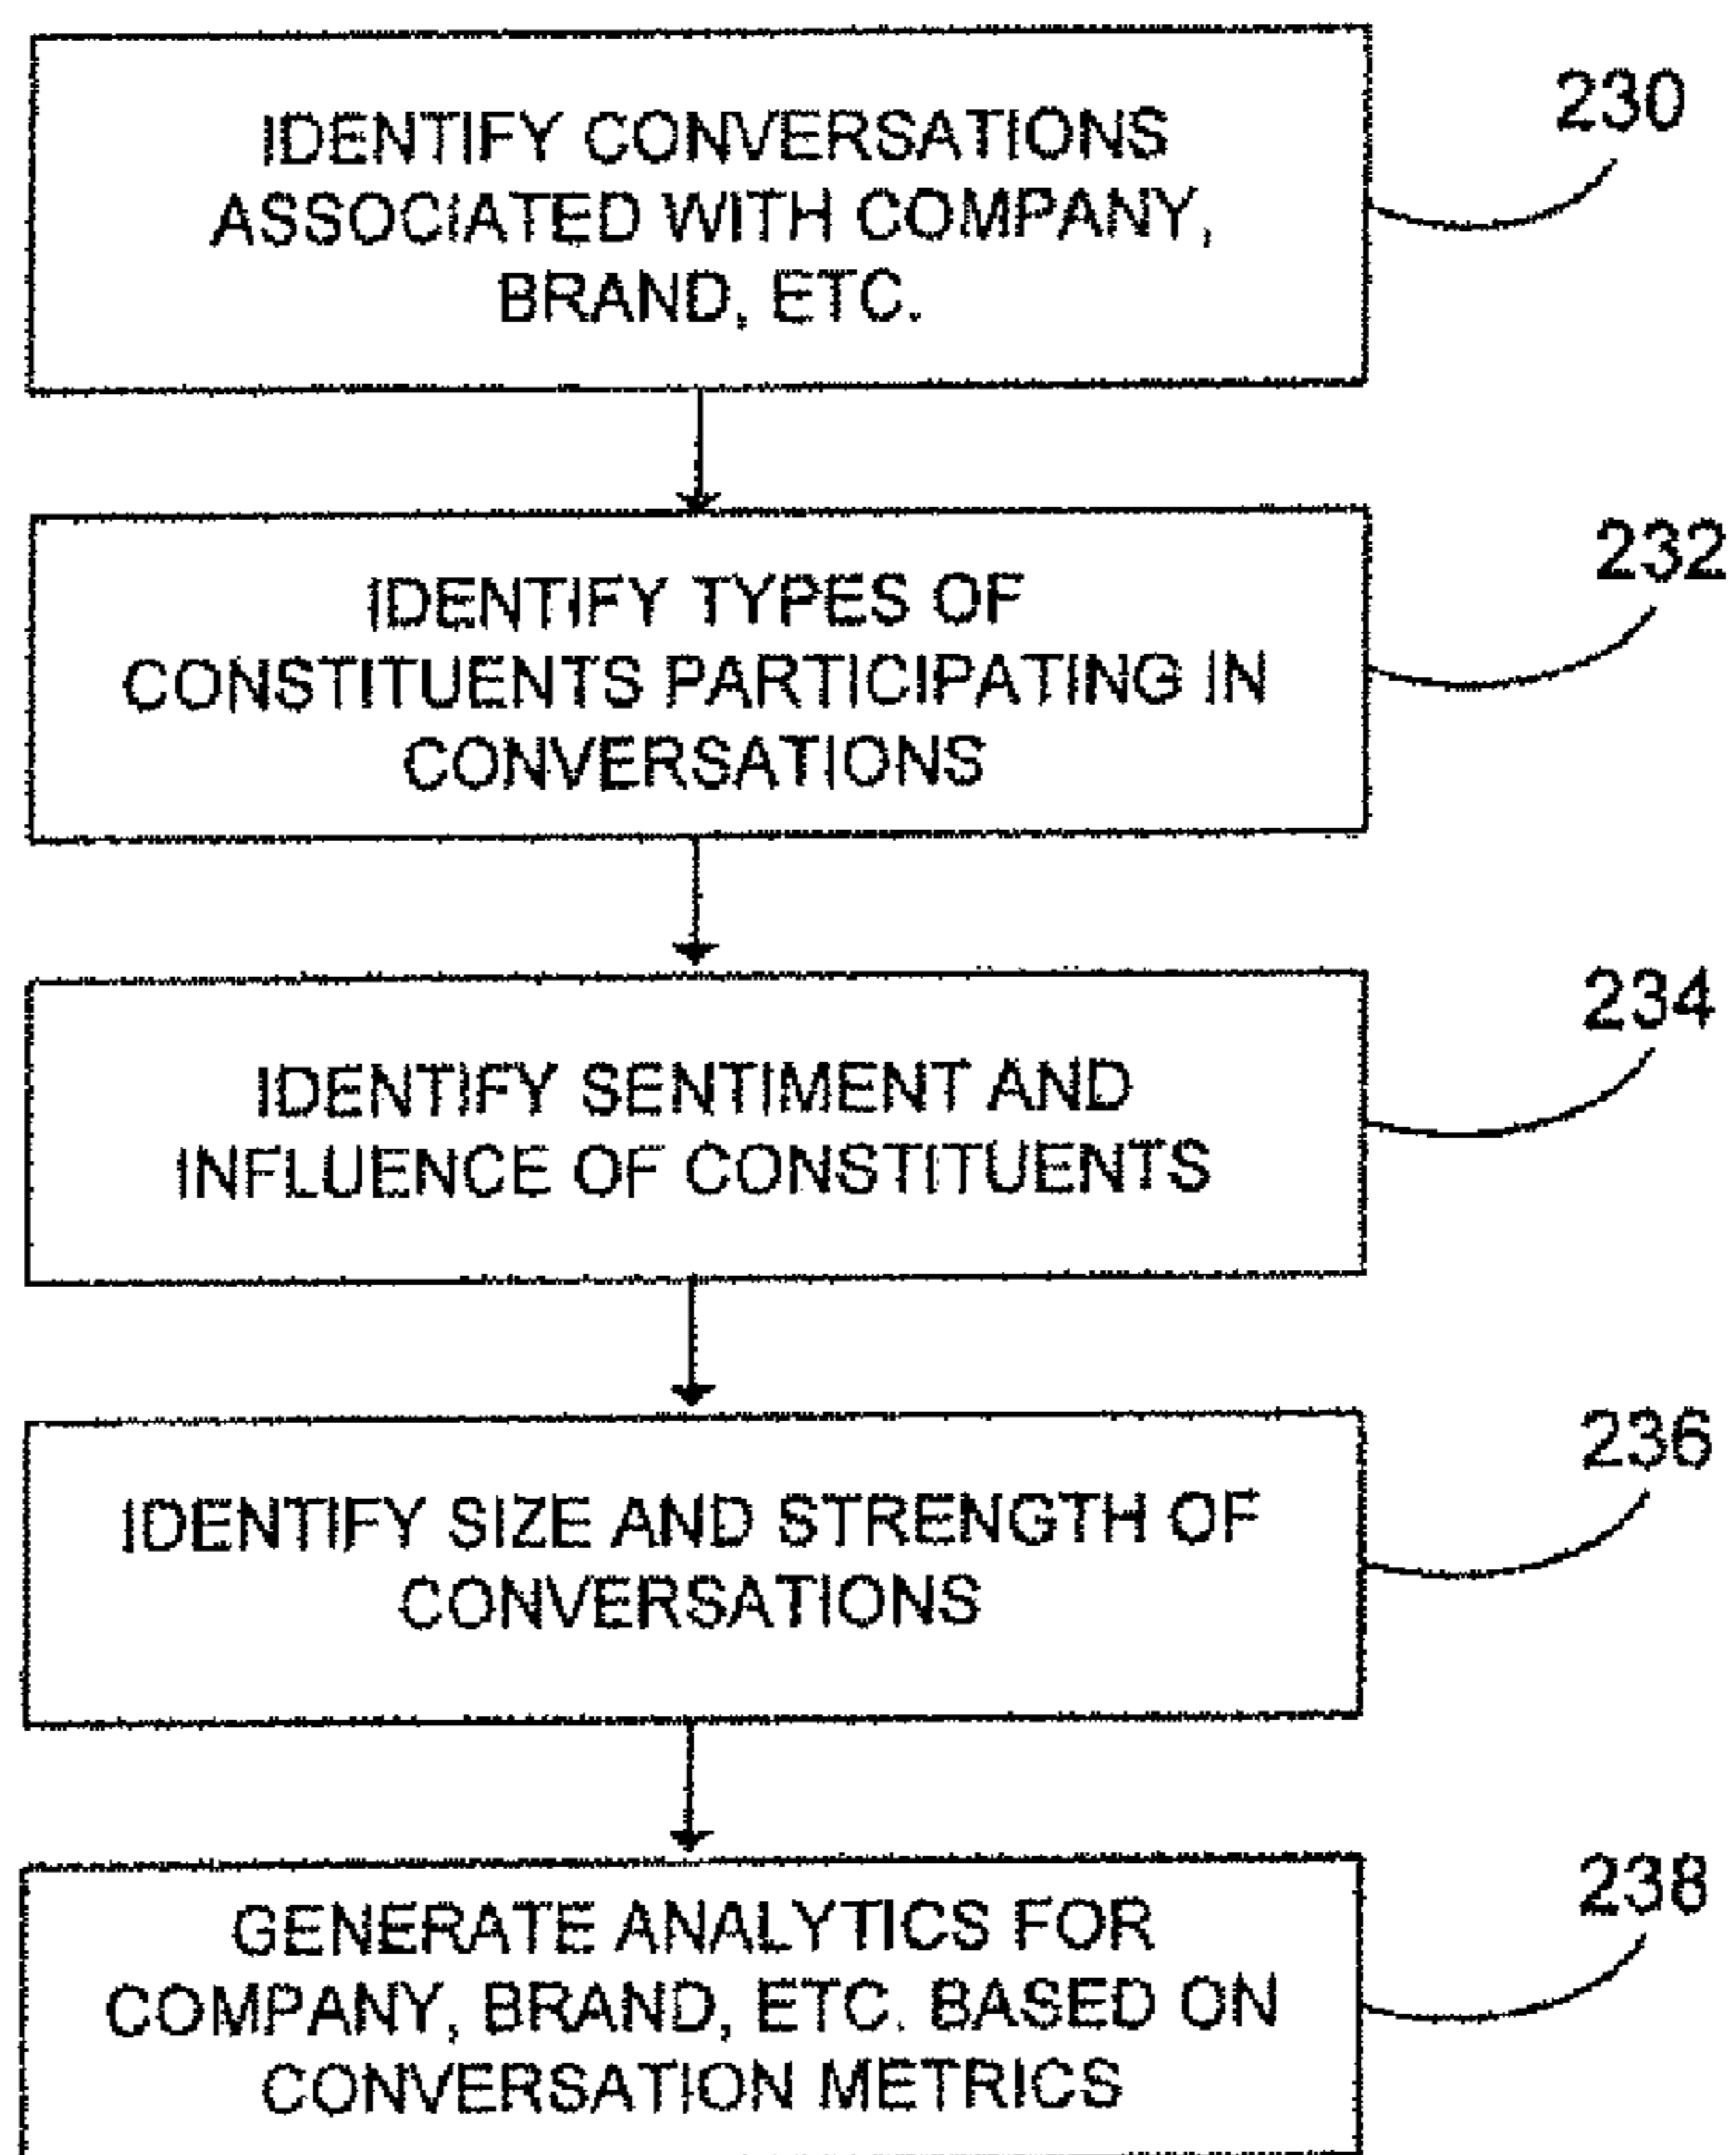 IDENTIFY CONVERSATIONS
ASSOCIATED WITH COMPANY,
BRAND, ETC.
230
IDENTIFY TYPES OF
CONSTITUENTS PARTICIPATING IN
CONVERSATIONS
232
IDENTIFY SENTIMENT AND
INFLUENCE OF CONSTITUENTS
234
IDENTIFY SIZE AND STRENGTH OF
CONVERSATIONS
236
GENERATE ANALYTICS FOR
COMPANY, BRAND, ETC. BASED ON
CONVERSATION METRICS
238